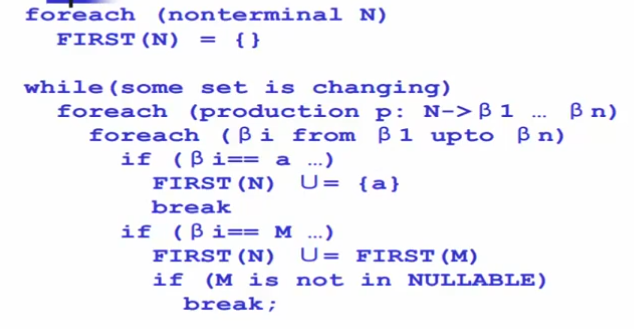 foreach (nonterminal N)
FIRST(N) = {}
while(some set is changing)
foreach (production p: N->β1 … βn)
foreach (βi from β1 upto βn)
if (βi== a …)
FIRST(N) ∪= {a}
break
if (βi== M …)
FIRST(N) ∪= FIRST(M)
if (M is not in NULLABLE)
break;